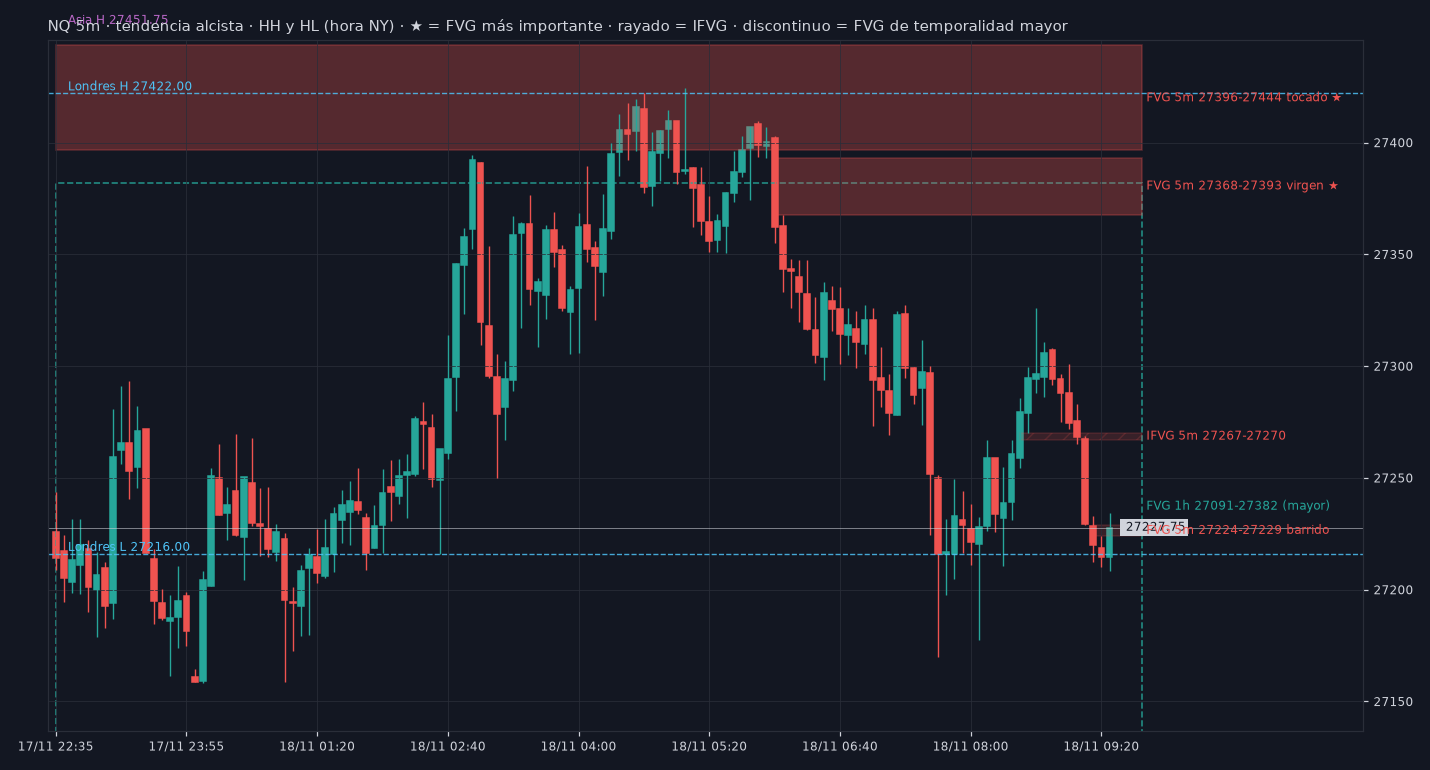 Asia H 27451.75
NQ 5m · tendencia alcista · HH y HL (hora NY) · ★ = FVG más importante · rayado = IFVG · discontinuo = FVG de temporalidad mayor
Londres H 27422.00
FVG 5m 27396-27444 tocado ★
27400
FVG 5m 27368-27393 virgen ★
27350
27300
IFVG 5m 27267-27270
27250
FVG 1h 27091-27382 (mayor)
27227.75
FVG 5m 27224-27229 barrido
Londres L 27216.00
27200
27150
17/11 22:35 17/11 23:55 18/11 01:20 18/11 02:40 18/11 04:00 18/11 05:20 18/11 06:40 18/11 08:00 18/11 09:20